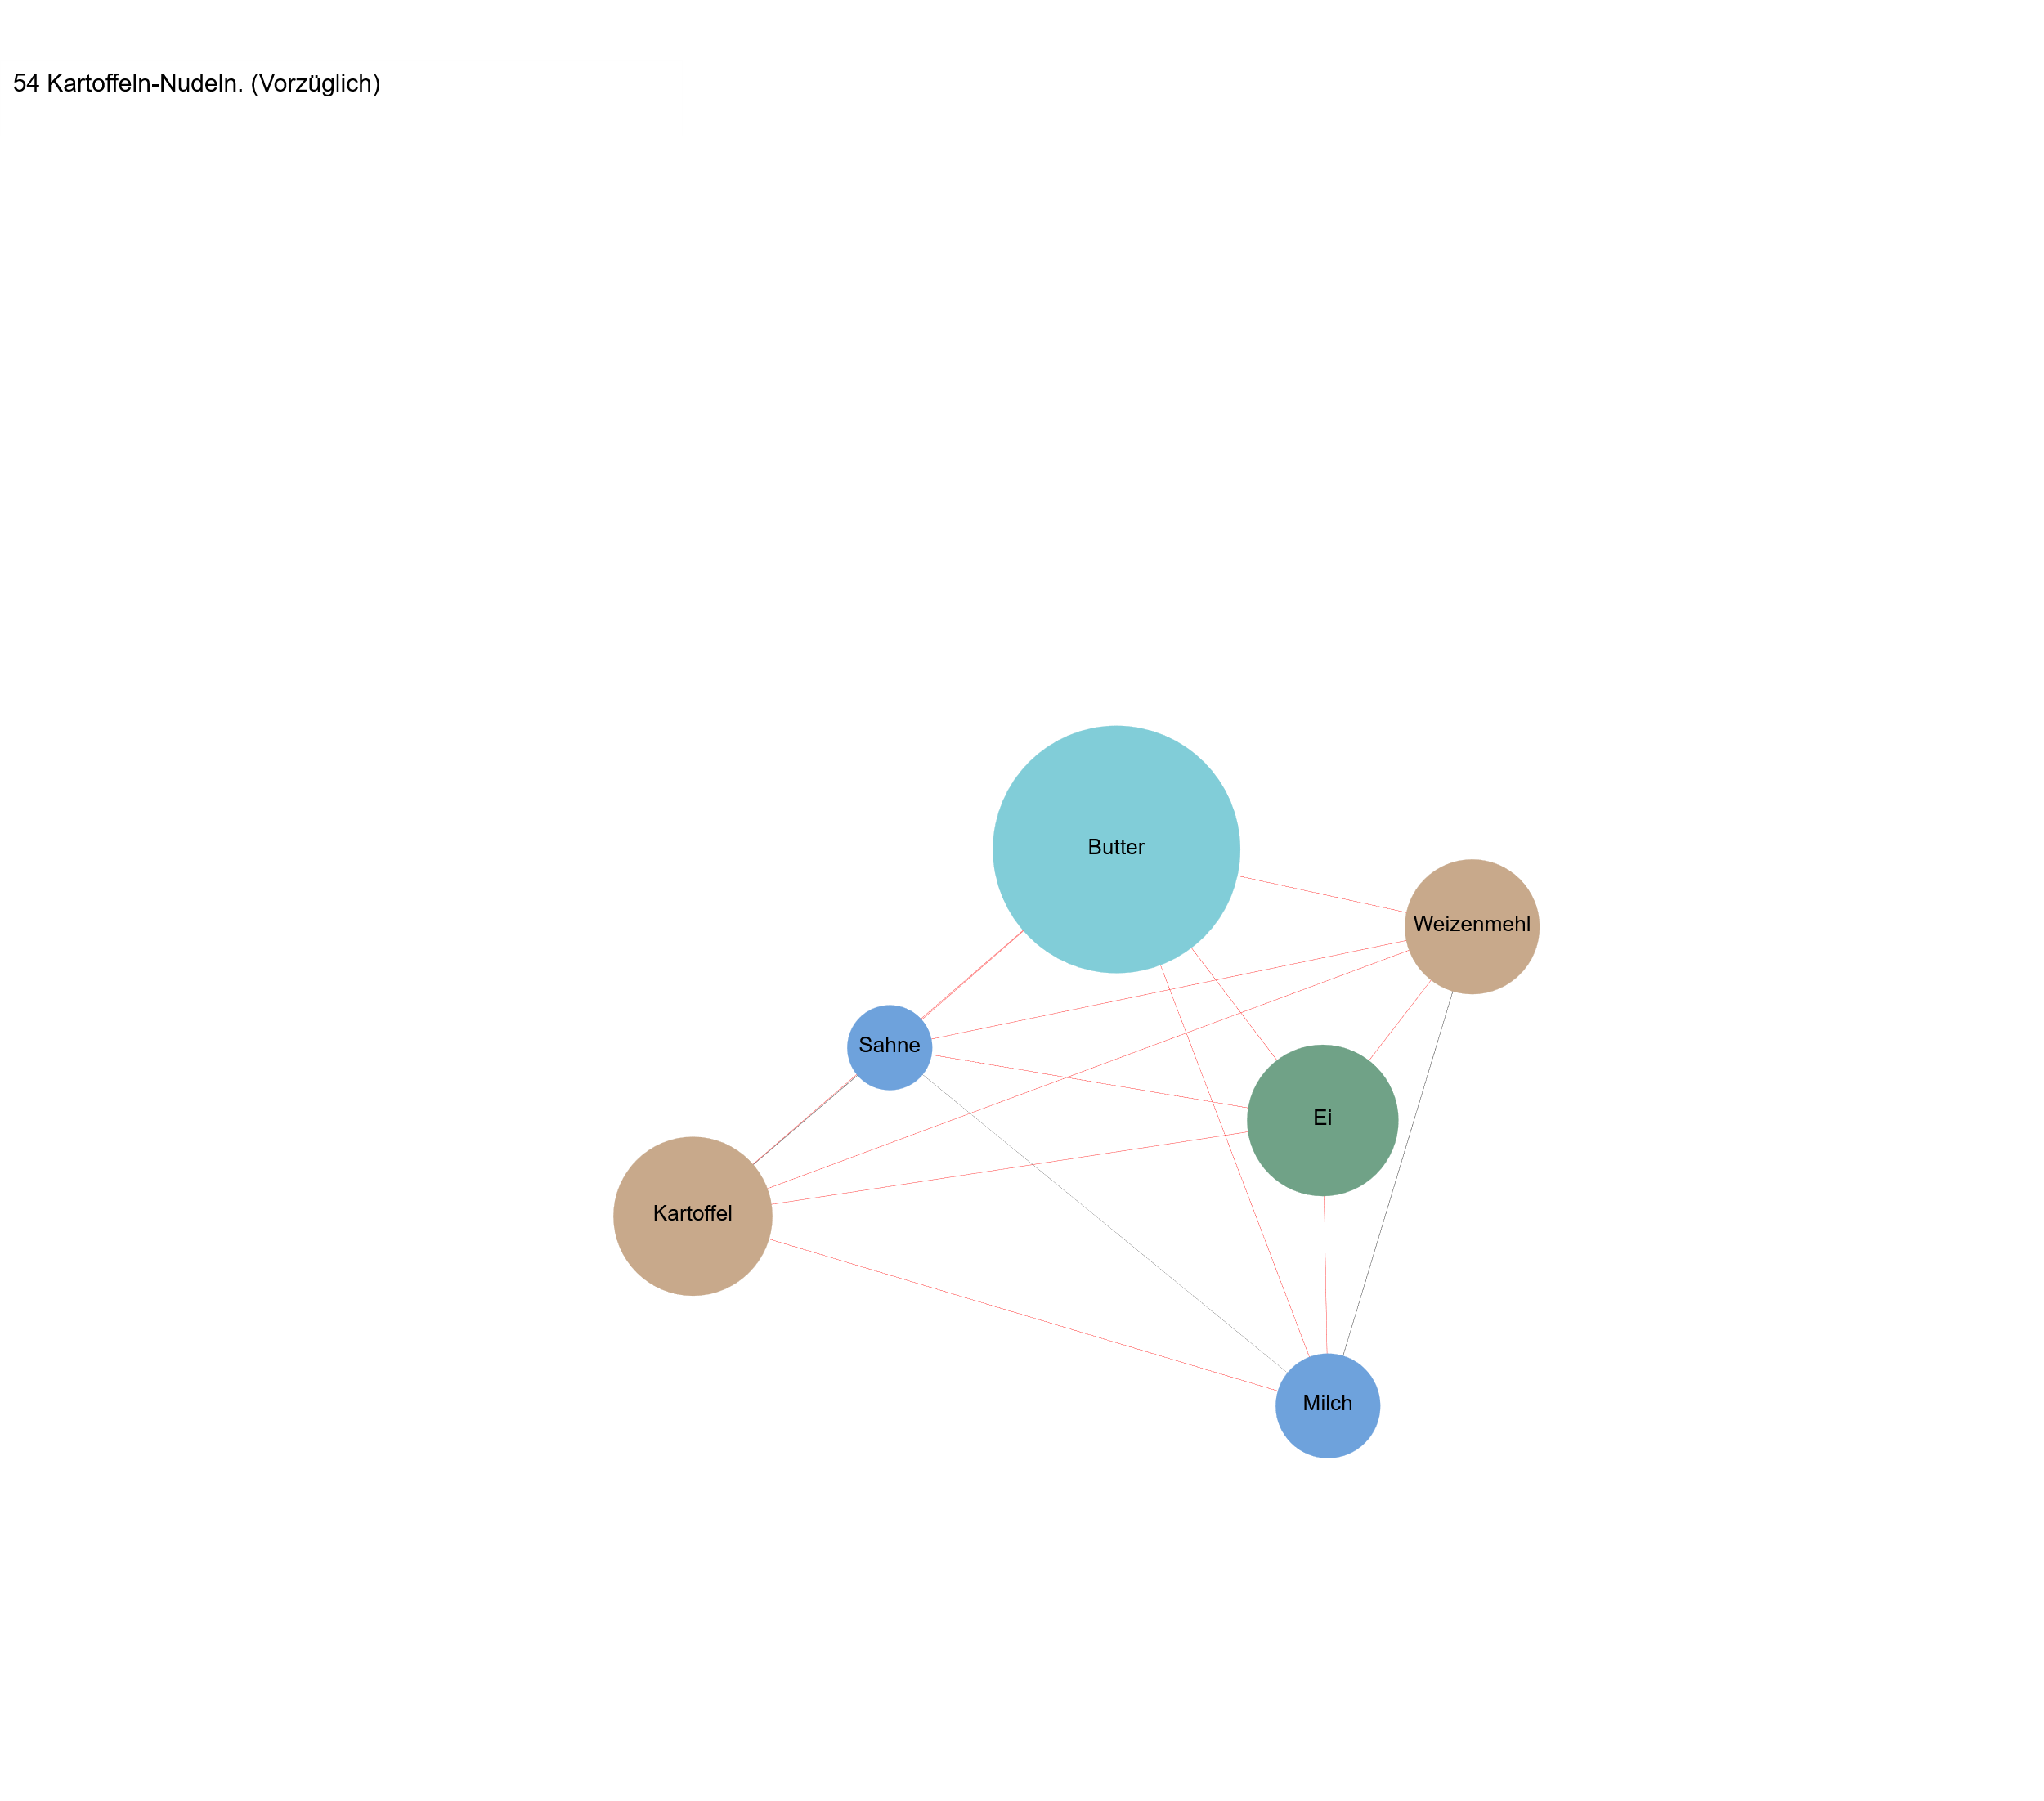 54 Kartoffeln-Nudeln. (Vorzüglich)
Butter
Weizenmehl
Sahne
Ei
Kartoffel
Milch